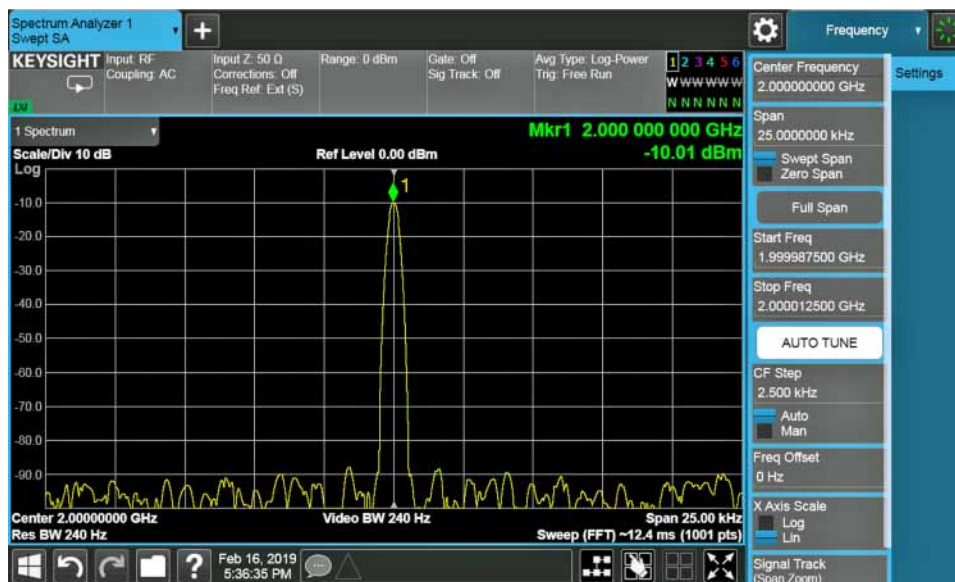 Spectrum Analyzer 1
Swept SA
+
Frequency
KEYSIGHT
Input: RF
Coupling: AC
Input Z: 50 Ω
Corrections: Off
Freq Ref: Ext (S)
Range: 0 dBm
Gate: Off
Sig Track: Off
Avg Type: Log-Power
Trig: Free Run
1 2 3 4 5 6
W W W W W W
N N N N N N
LXI
1 Spectrum
Mkr1 2.000 000 000 GHz
Scale/Div 10 dB
Ref Level 0.00 dBm
-10.01 dBm
Log
1
-10.0
-20.0
-30.0
-40.0
-50.0
-60.0
-70.0
-80.0
-90.0
Center 2.00000000 GHz
Video BW 240 Hz
Span 25.00 kHz
Res BW 240 Hz
Sweep (FFT) ~12.4 ms (1001 pts)
?
Feb 16, 2019
5:36:35 PM
Center Frequency
2.000000000 GHz
Span
25.0000000 kHz
Swept Span
Zero Span
Full Span
Start Freq
1.999987500 GHz
Stop Freq
2.000012500 GHz
AUTO TUNE
CF Step
2.500 kHz
Auto
Man
Freq Offset
0 Hz
X Axis Scale
Log
Lin
Signal Track
(Span Zoom)
Settings